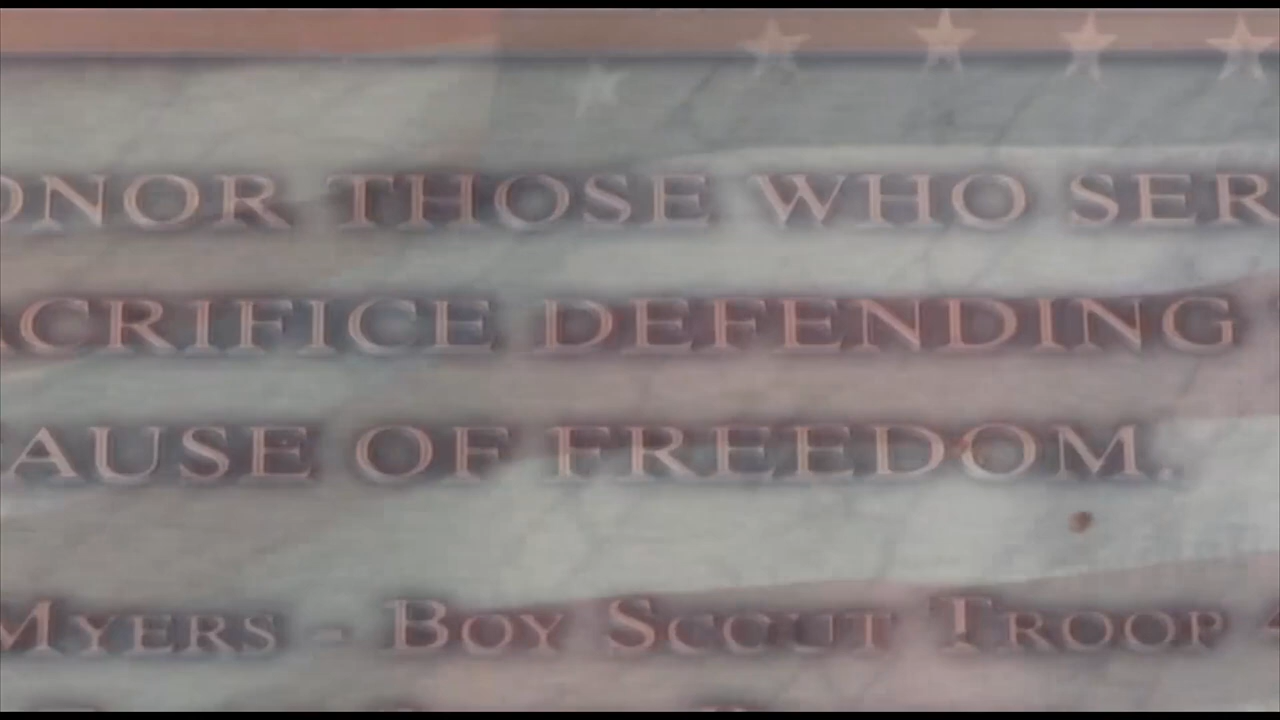 ONOR THOSE WHO SER
ACRIFICE DEFENDING
AUSE OF FREEDOM.
MYERS - BOY SCOUT TROOP